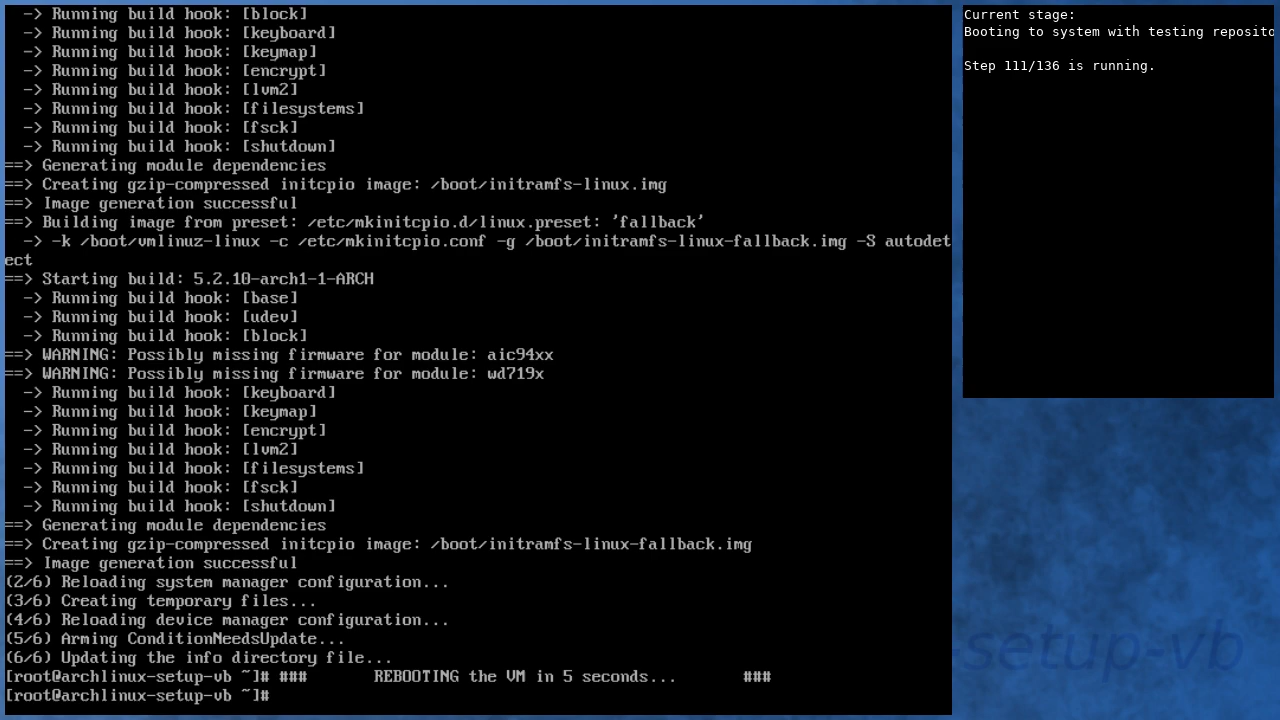 -> Running build hook: [block]
  -> Running build hook: [keyboard]
  -> Running build hook: [keymap]
  -> Running build hook: [encrypt]
  -> Running build hook: [lvm2]
  -> Running build hook: [filesystems]
  -> Running build hook: [fsck]
  -> Running build hook: [shutdown]
==> Generating module dependencies
==> Creating gzip-compressed initcpio image: /boot/initramfs-linux.img
==> Image generation successful
==> Building image from preset: /etc/mkinitcpio.d/linux.preset: 'fallback'
  -> -k /boot/vmlinuz-linux -c /etc/mkinitcpio.conf -g /boot/initramfs-linux-fallback.img -S autodet
ect
==> Starting build: 5.2.10-arch1-1-ARCH
  -> Running build hook: [base]
  -> Running build hook: [udev]
  -> Running build hook: [block]
==> WARNING: Possibly missing firmware for module: aic94xx
==> WARNING: Possibly missing firmware for module: wd719x
  -> Running build hook: [keyboard]
  -> Running build hook: [keymap]
  -> Running build hook: [encrypt]
  -> Running build hook: [lvm2]
  -> Running build hook: [filesystems]
  -> Running build hook: [fsck]
  -> Running build hook: [shutdown]
==> Generating module dependencies
==> Creating gzip-compressed initcpio image: /boot/initramfs-linux-fallback.img
==> Image generation successful
(2/6) Reloading system manager configuration...
(3/6) Creating temporary files...
(4/6) Reloading device manager configuration...
(5/6) Arming ConditionNeedsUpdate...
(6/6) Updating the info directory file...
[root@archlinux-setup-vb ~]# ###       REBOOTING the VM in 5 seconds...       ###
[root@archlinux-setup-vb ~]#
Current stage:
Booting to system with testing reposito
Step 111/136 is running.
-setup-vb